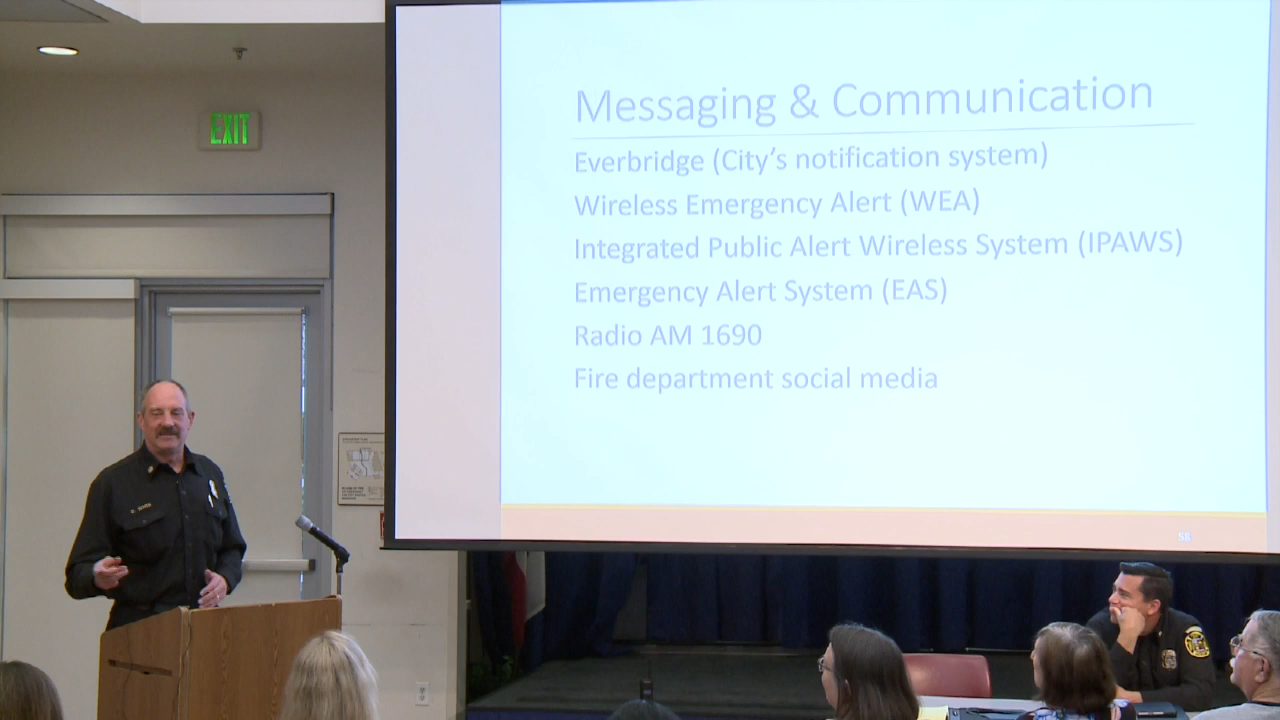 EXIT
Messaging & Communication
Everbridge (City's notification system)
Wireless Emergency Alert (WEA)
Integrated Public Alert Wireless System (IPAWS)
Emergency Alert System (EAS)
Radio AM 1690
Fire department social media
58